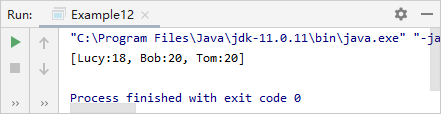 Run: Example12
"C:\Program Files\Java\jdk-11.0.11\bin\java.exe" "-ja
[Lucy:18, Bob:20, Tom:20]
Process finished with exit code 0